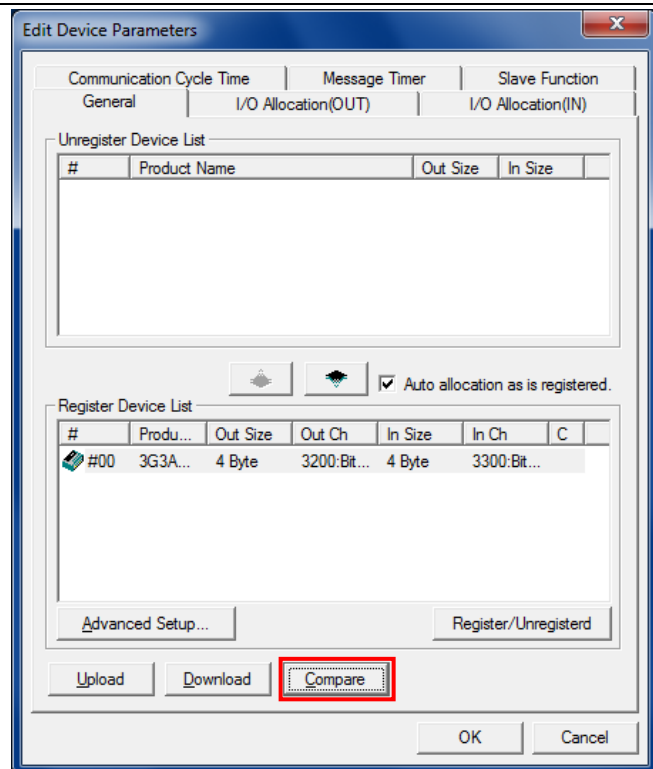 Edit Device Parameters
x
Communication Cycle Time Message Timer Slave Function
General I/O Allocation(OUT) I/O Allocation(IN)
Unregister Device List
# Product Name Out Size In Size
Auto allocation as is registered.
Register Device List
# Produ... Out Size Out Ch In Size In Ch C
#00 3G3A... 4 Byte 3200:Bit... 4 Byte 3300:Bit...
Advanced Setup... Register/Unregisterd
Upload Download Compare
OK Cancel